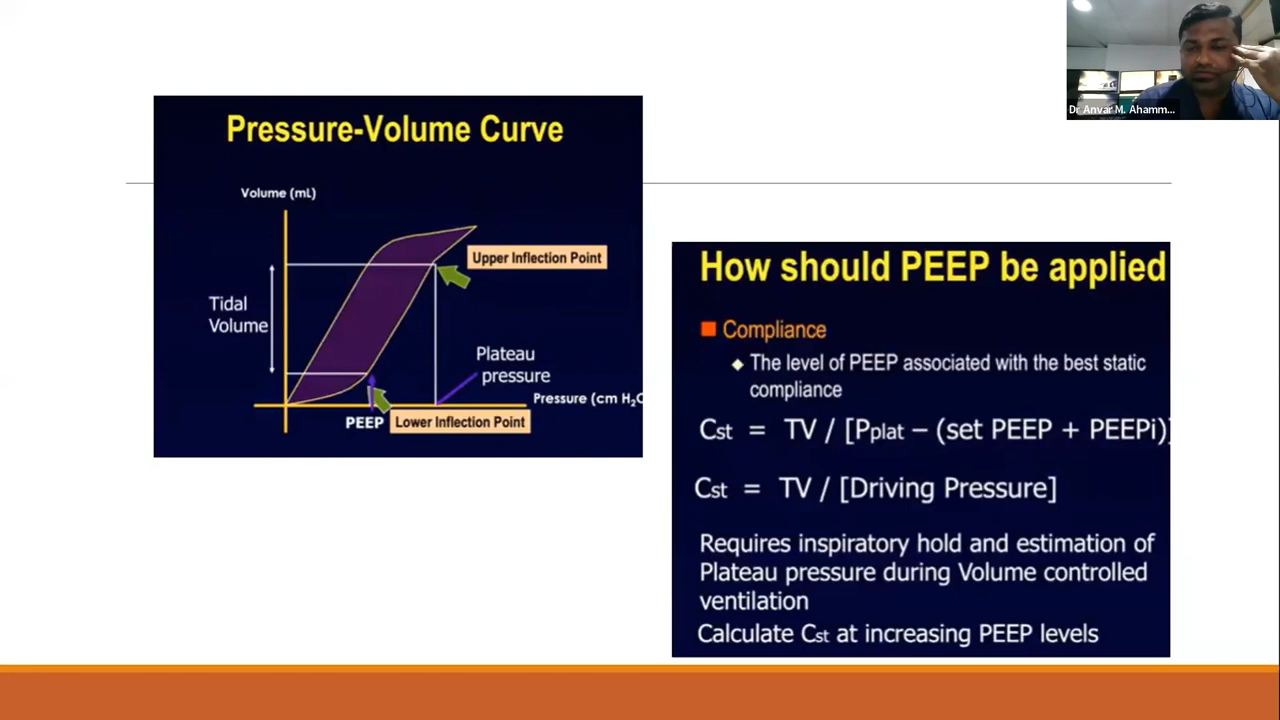 Dr Anvar M. Ahamm...
Pressure-Volume Curve
Volume (mL)
Upper Inflection Point
Tidal
Volume
Plateau
pressure
Pressure (cm H₂O
PEEP
Lower Inflection Point
How should PEEP be applied
Compliance
The level of PEEP associated with the best static
compliance
Cst = TV / [Pplat – (set PEEP + PEEPi)]
Cst = TV / [Driving Pressure]
Requires inspiratory hold and estimation of
Plateau pressure during Volume controlled
ventilation
Calculate Cst at increasing PEEP levels